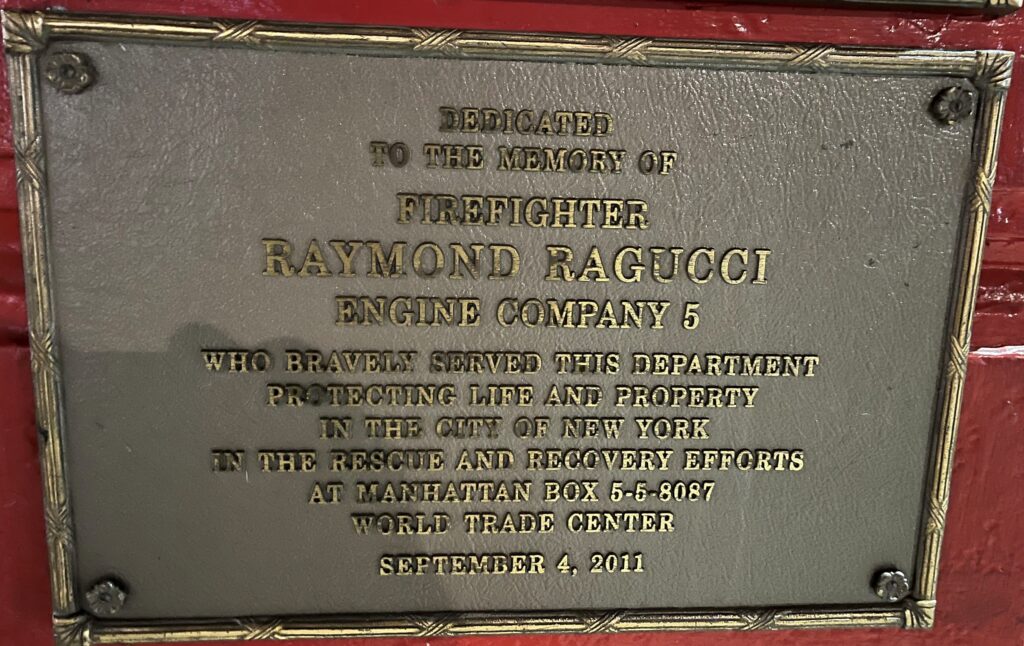 DEDICATED
TO THE MEMORY OF
FIREFIGHTER
RAYMOND RAGUCCI
ENGINE COMPANY 5
WHO BRAVELY SERVED THIS DEPARTMENT
PROTECTING LIFE AND PROPERTY
IN THE CITY OF NEW YORK
IN THE RESCUE AND RECOVERY EFFORTS
AT MANHATTAN BOX 5-5-8087
WORLD TRADE CENTER
SEPTEMBER 4, 2011